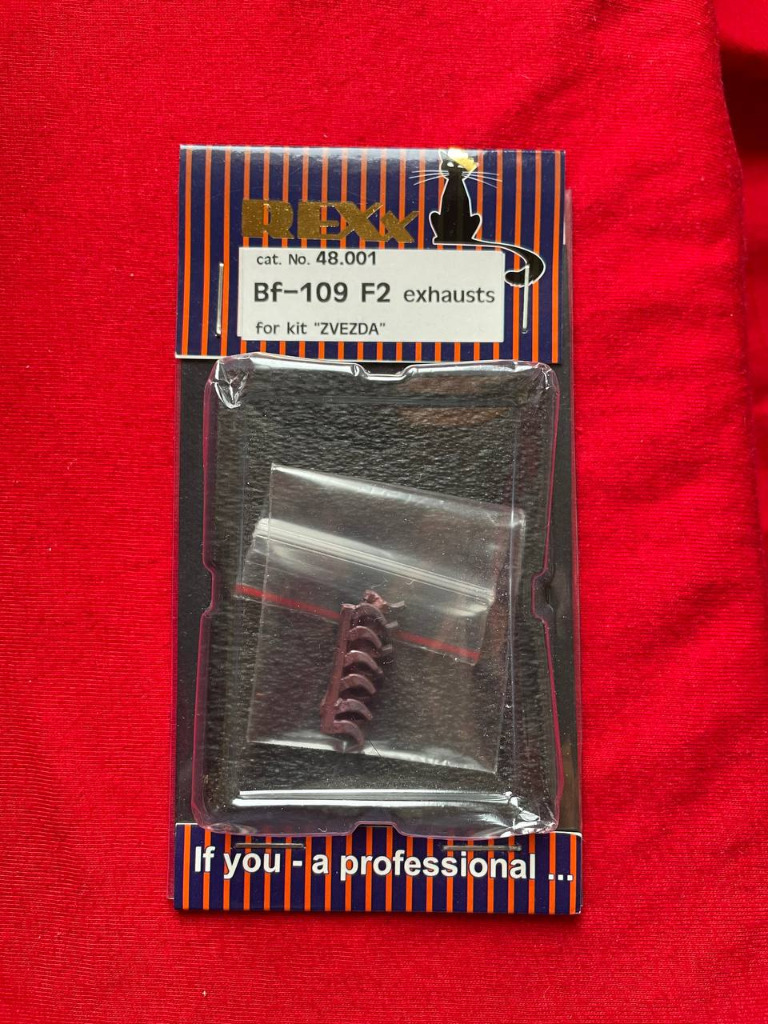 REXx
cat. No. 48.001
Bf-109 F2 exhausts
for kit "ZVEZDA"
If you - a professional ...